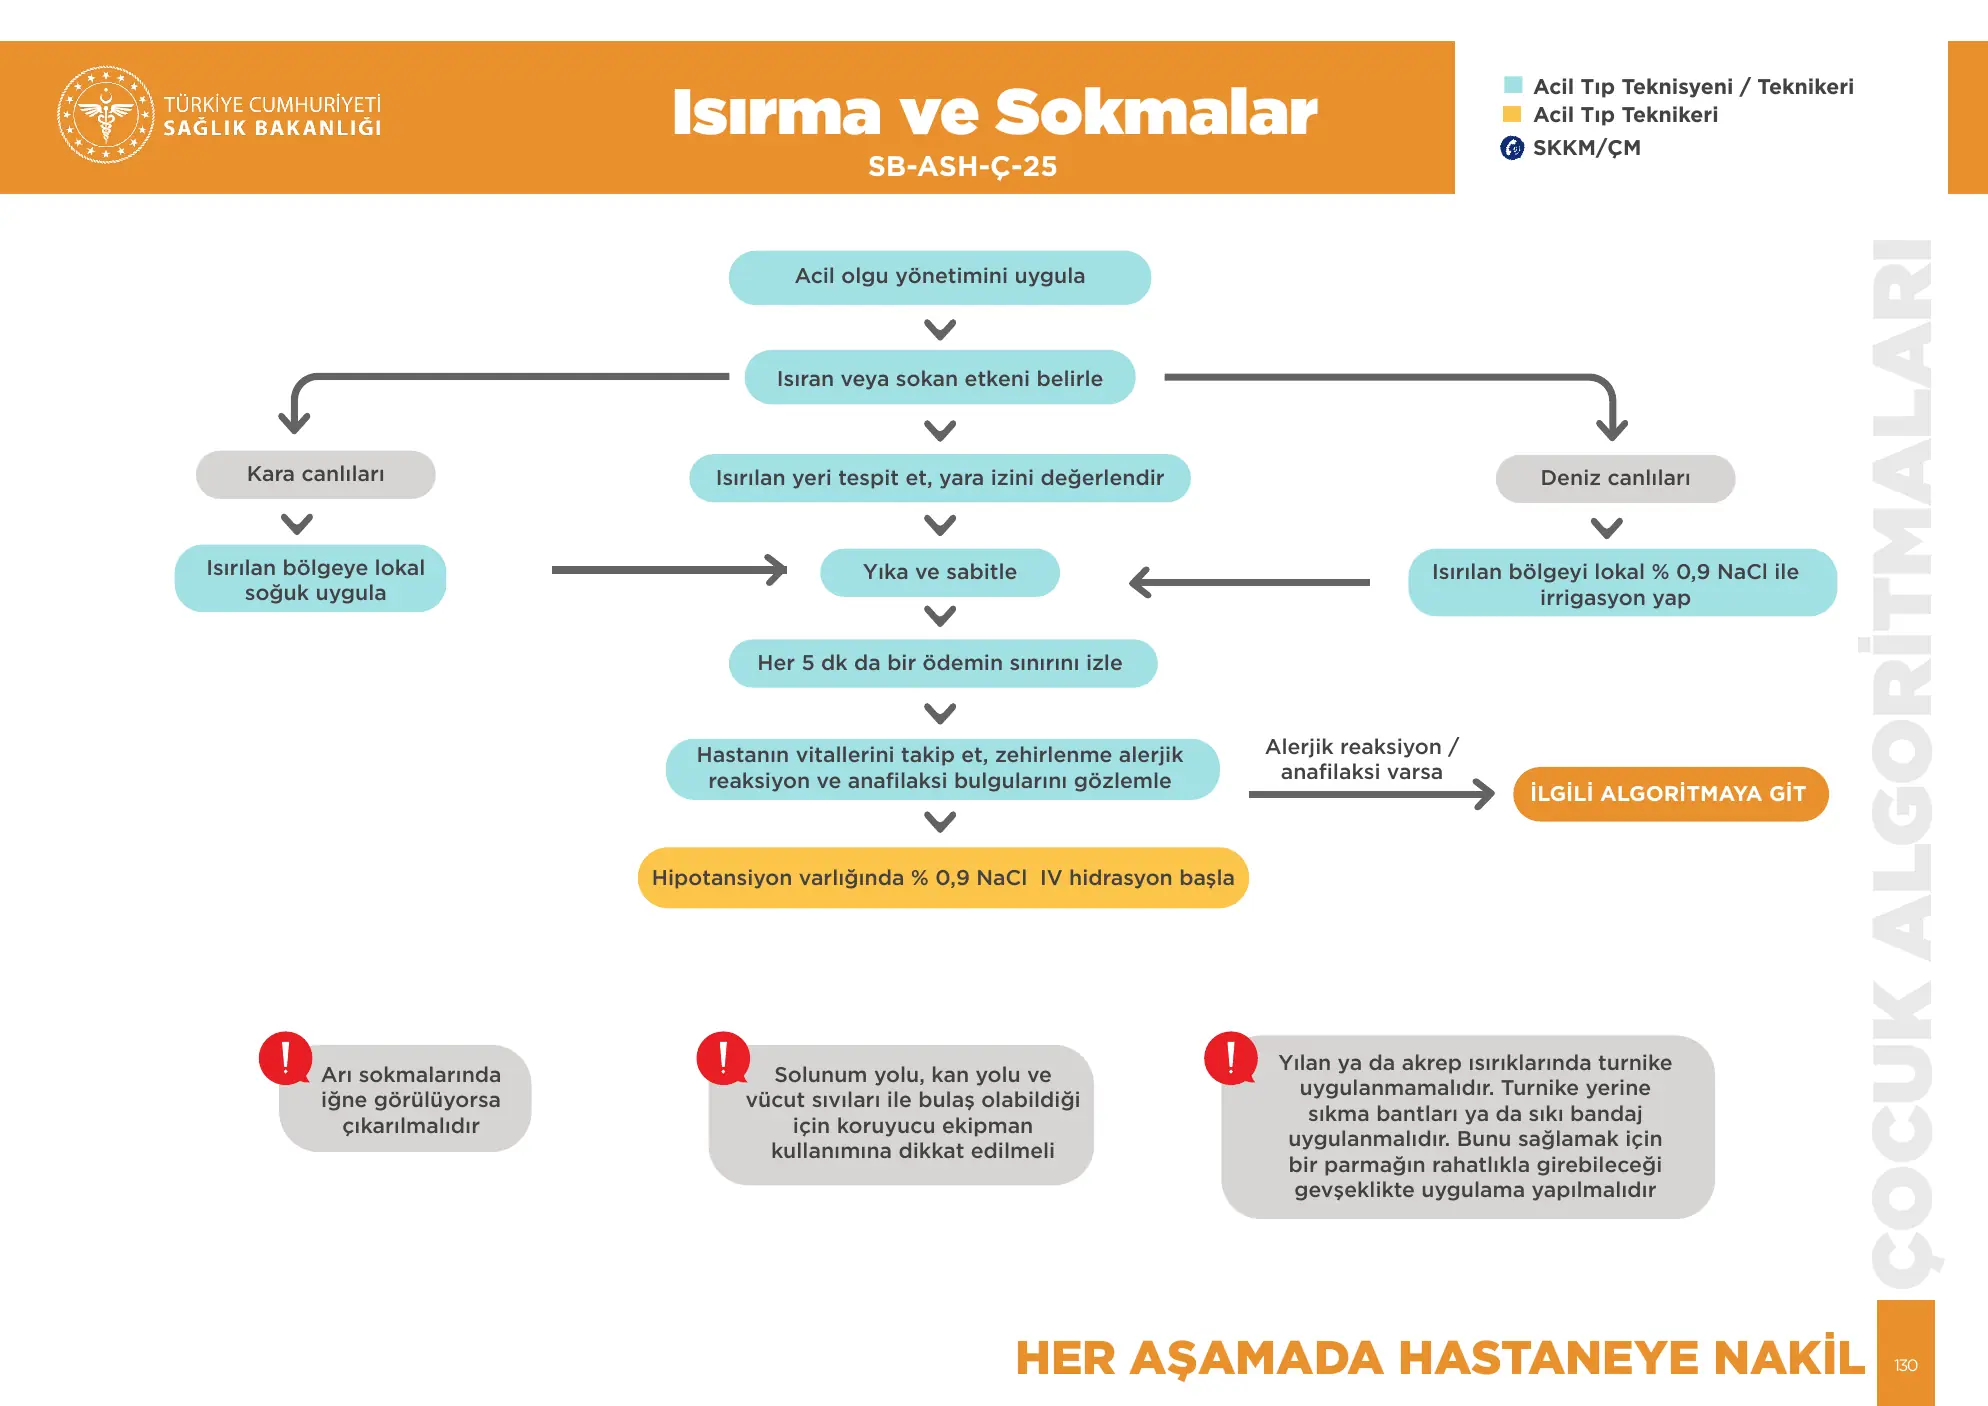 TÜRKİYE CUMHURİYETİ
SAĞLIK BAKANLIĞI
Isırma ve Sokmalar
SB-ASH-Ç-25
Acil Tıp Teknisyeni / Teknikeri
Acil Tıp Teknikeri
SKKM/ÇM
Acil olgu yönetimini uygula
Isıran veya sokan etkeni belirle
Kara canlıları
Isırılan yeri tespit et, yara izini değerlendir
Deniz canlıları
Isırılan bölgeye lokal
soğuk uygula
Yıka ve sabitle
Isırılan bölgeyi lokal % 0,9 NaCl ile
irrigasyon yap
Her 5 dk da bir ödemin sınırını izle
Hastanın vitallerini takip et, zehirlenme alerjik
reaksiyon ve anafilaksi bulgularını gözlemle
Alerjik reaksiyon /
anafilaksi varsa
İLGİLİ ALGORİTMAYA GİT
Hipotansiyon varlığında % 0,9 NaCl IV hidrasyon başla
! Arı sokmalarında
iğne görülüyorsa
çıkarılmalıdır
! Solunum yolu, kan yolu ve
vücut sıvıları ile bulaş olabildiği
için koruyucu ekipman
kullanımına dikkat edilmeli
! Yılan ya da akrep ısırıklarında turnike
uygulanmamalıdır. Turnike yerine
sıkma bantları ya da sıkı bandaj
uygulanmalıdır. Bunu sağlamak için
bir parmağın rahatlıkla girebileceği
gevşeklikte uygulama yapılmalıdır
ÇOCUK ALGORİTMALARI
HER AŞAMADA HASTANEYE NAKİL
130